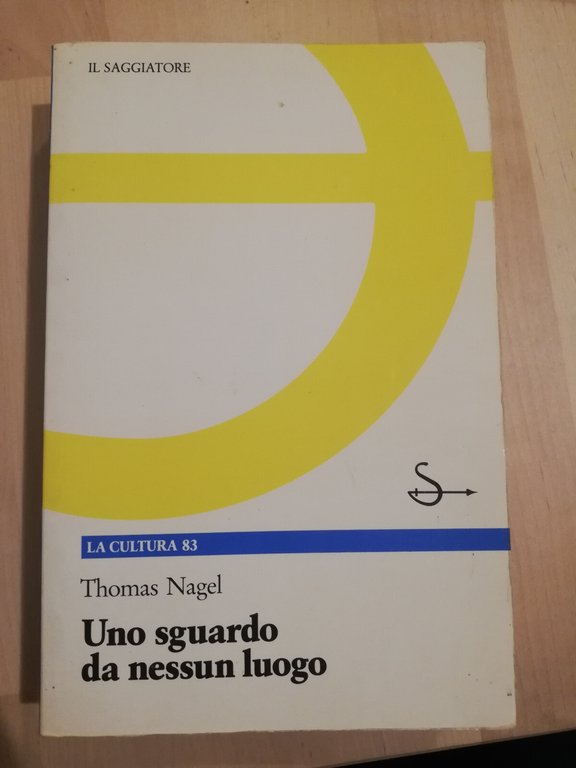 IL SAGGIATORE
LA CULTURA 83
Thomas Nagel
Uno sguardo
da nessun luogo